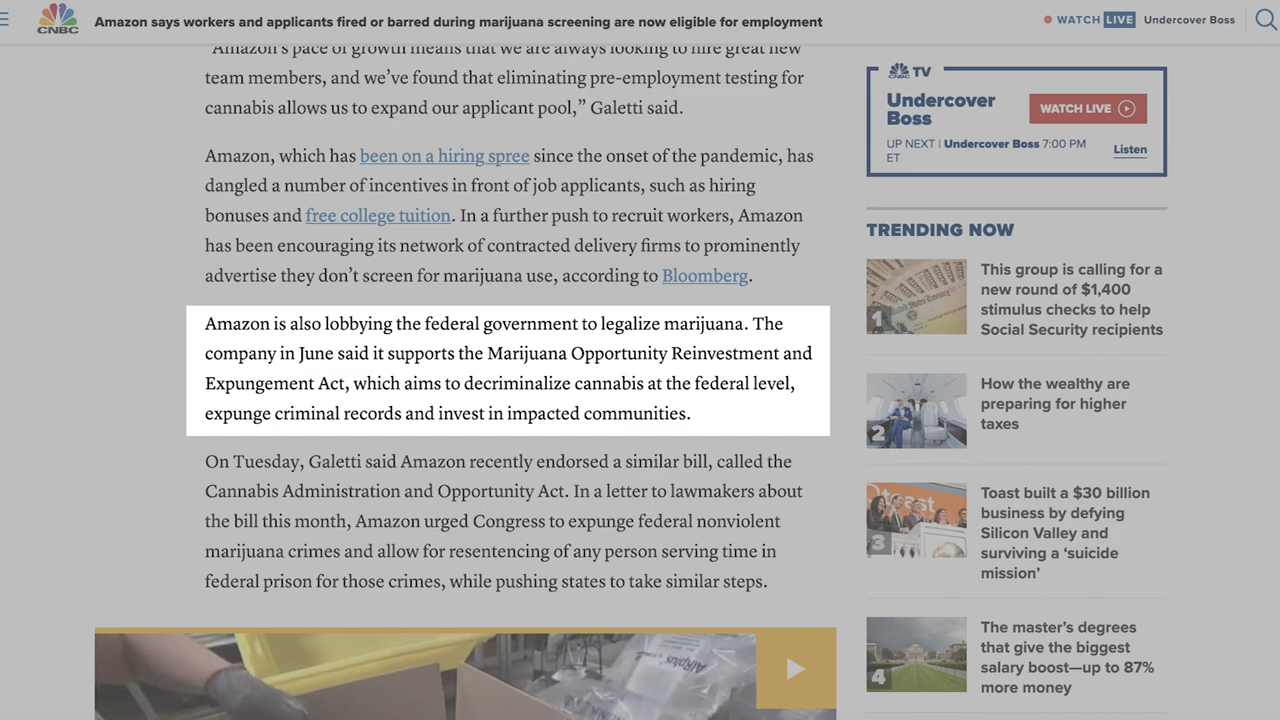 CNBC
Amazon says workers and applicants fired or barred during marijuana screening are now eligible for employment
WATCH LIVE Undercover Boss
"Amazon's pace of growth means that we are always looking to hire great new
team members, and we've found that eliminating pre-employment testing for
cannabis allows us to expand our applicant pool,” Galetti said.
Amazon, which has been on a hiring spree since the onset of the pandemic, has
dangled a number of incentives in front of job applicants, such as hiring
bonuses and free college tuition. In a further push to recruit workers, Amazon
has been encouraging its network of contracted delivery firms to prominently
advertise they don’t screen for marijuana use, according to Bloomberg.
Amazon is also lobbying the federal government to legalize marijuana. The
company in June said it supports the Marijuana Opportunity Reinvestment and
Expungement Act, which aims to decriminalize cannabis at the federal level,
expunge criminal records and invest in impacted communities.
On Tuesday, Galetti said Amazon recently endorsed a similar bill, called the
Cannabis Administration and Opportunity Act. In a letter to lawmakers about
the bill this month, Amazon urged Congress to expunge federal nonviolent
marijuana crimes and allow for resentencing of any person serving time in
federal prison for those crimes, while pushing states to take similar steps.
AIRplus
CNBC TV
Undercover
Boss
WATCH LIVE
UP NEXT | Undercover Boss 7:00 PM
ET
Listen
TRENDING NOW
1
This group is calling for a
new round of $1,400
stimulus checks to help
Social Security recipients
2
How the wealthy are
preparing for higher
taxes
toast
3
Toast built a $30 billion
business by defying
Silicon Valley and
surviving a ‘suicide
mission’
4
The master’s degrees
that give the biggest
salary boost—up to 87%
more money